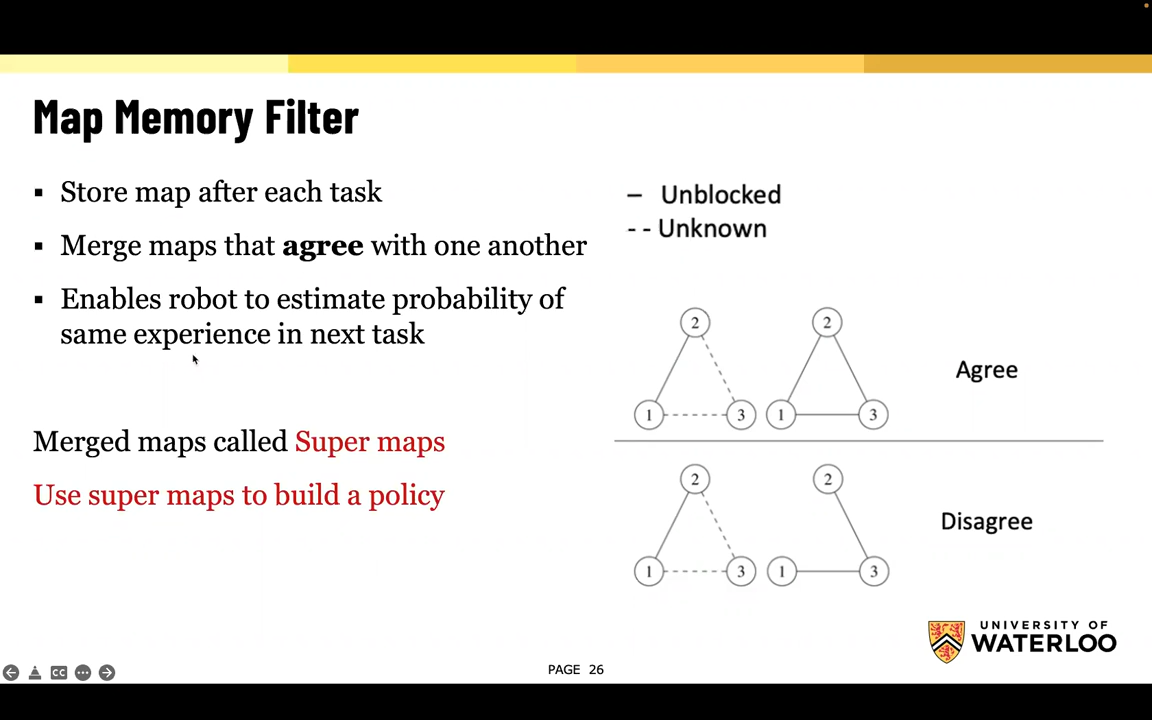 Map Memory Filter
▪ Store map after each task
▪ Merge maps that agree with one another
▪ Enables robot to estimate probability of
same experience in next task
Merged maps called Super maps
Use super maps to build a policy
– Unblocked
- - Unknown
2 2
1 3 1 3
Agree
2 2
1 3 1 3
Disagree
UNIVERSITY OF
WATERLOO
CC
PAGE 26